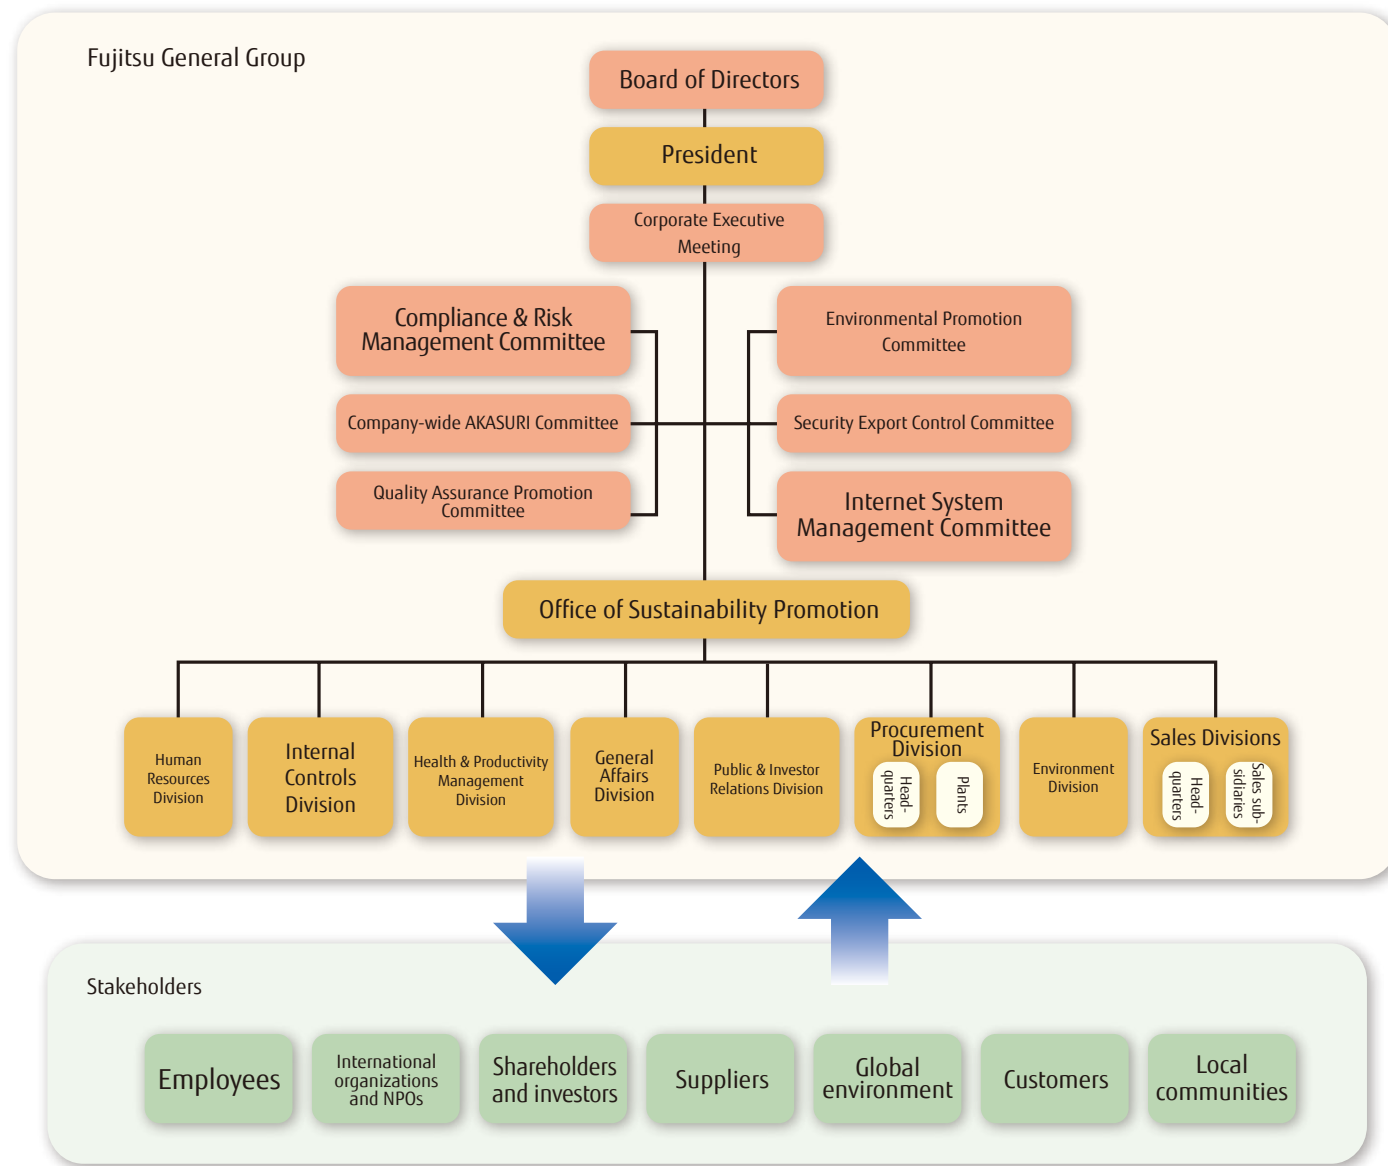 Fujitsu General Group
Board of Directors
President
Corporate Executive
Meeting
Compliance & Risk
Management Committee
Environmental Promotion
Committee
Company-wide AKASURI Committee
Security Export Control Committee
Quality Assurance Promotion
Committee
Internet System
Management Committee
Office of Sustainability Promotion
Human
Resources
Division
Internal
Controls
Division
Health & Productivity
Management
Division
General
Affairs
Division
Public & Investor
Relations Division
Procurement
Division
Head-
quarters
Plants
Environment
Division
Sales Divisions
Head-
quarters
Sales sub-
sidiaries
Stakeholders
Employees
International
organizations
and NPOs
Shareholders
and investors
Suppliers
Global
environment
Customers
Local
communities